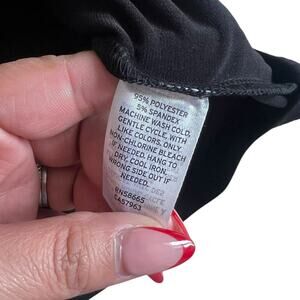 95% POLYESTER
5% SPANDEX
MACHINE WASH COLD,
GENTLE CYCLE, WITH
LIKE COLORS, ONLY
NON-CHLORINE BLEACH
IF NEEDED, HANG TO
DRY, COOL IRON,
WRONG SIDE OUT IF
NEEDED.
RN58665
CA57963